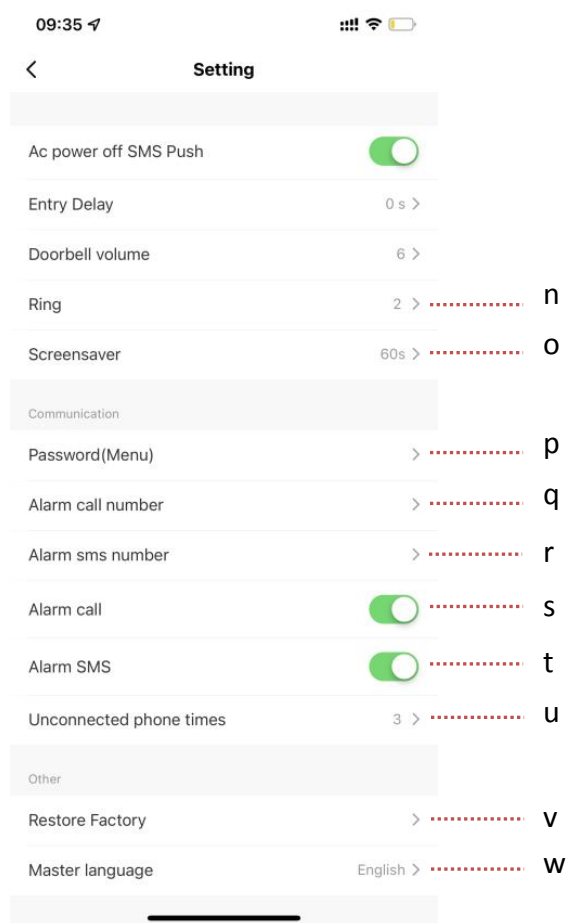 09:35
Setting
Ac power off SMS Push
Entry Delay 0 s
Doorbell volume 6
Ring 2 n
Screensaver 60s o
Communication
Password(Menu) p
Alarm call number q
Alarm sms number r
Alarm call s
Alarm SMS t
Unconnected phone times 3 u
Other
Restore Factory v
Master language English w